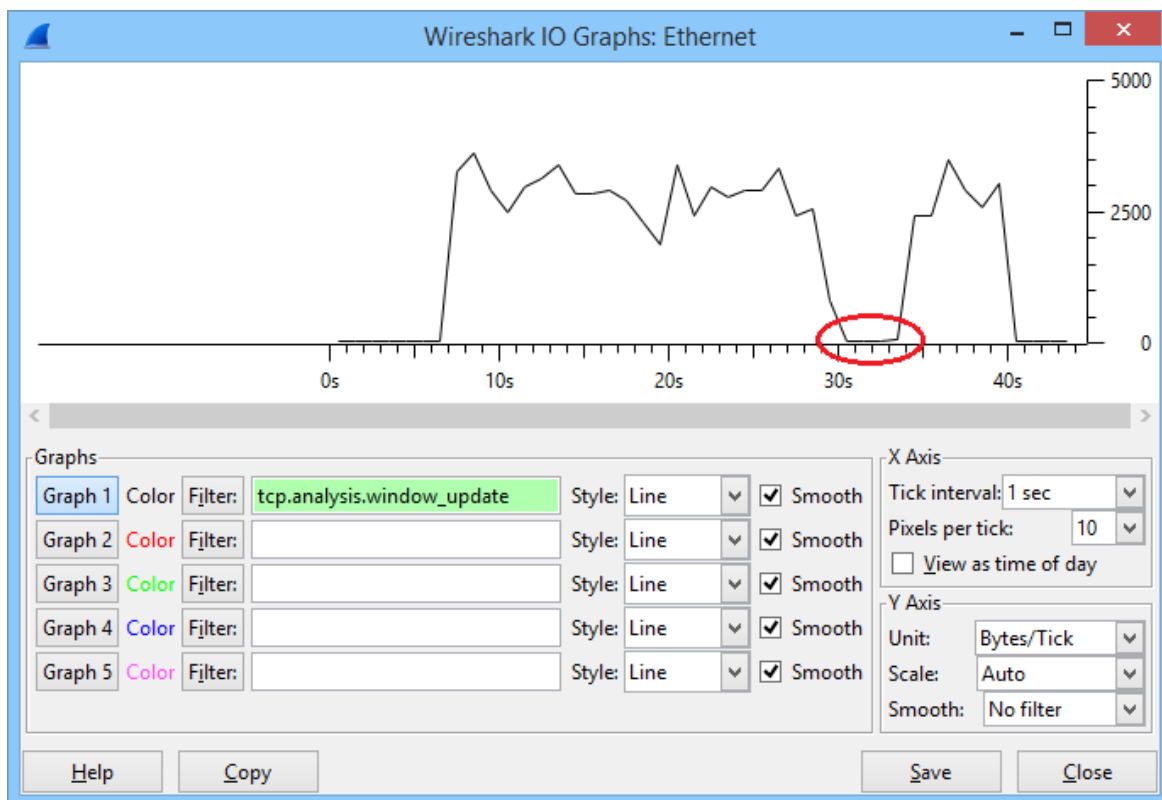 Wireshark IO Graphs: Ethernet
5000
2500
0
0s 10s 20s 30s 40s
Graphs
Graph 1 Color Filter: tcp.analysis.window_update Style: Line Smooth
Graph 2 Color Filter: Style: Line Smooth
Graph 3 Color Filter: Style: Line Smooth
Graph 4 Color Filter: Style: Line Smooth
Graph 5 Color Filter: Style: Line Smooth
X Axis
Tick interval: 1 sec
Pixels per tick: 10
View as time of day
Y Axis
Unit: Bytes/Tick
Scale: Auto
Smooth: No filter
Help Copy Save Close